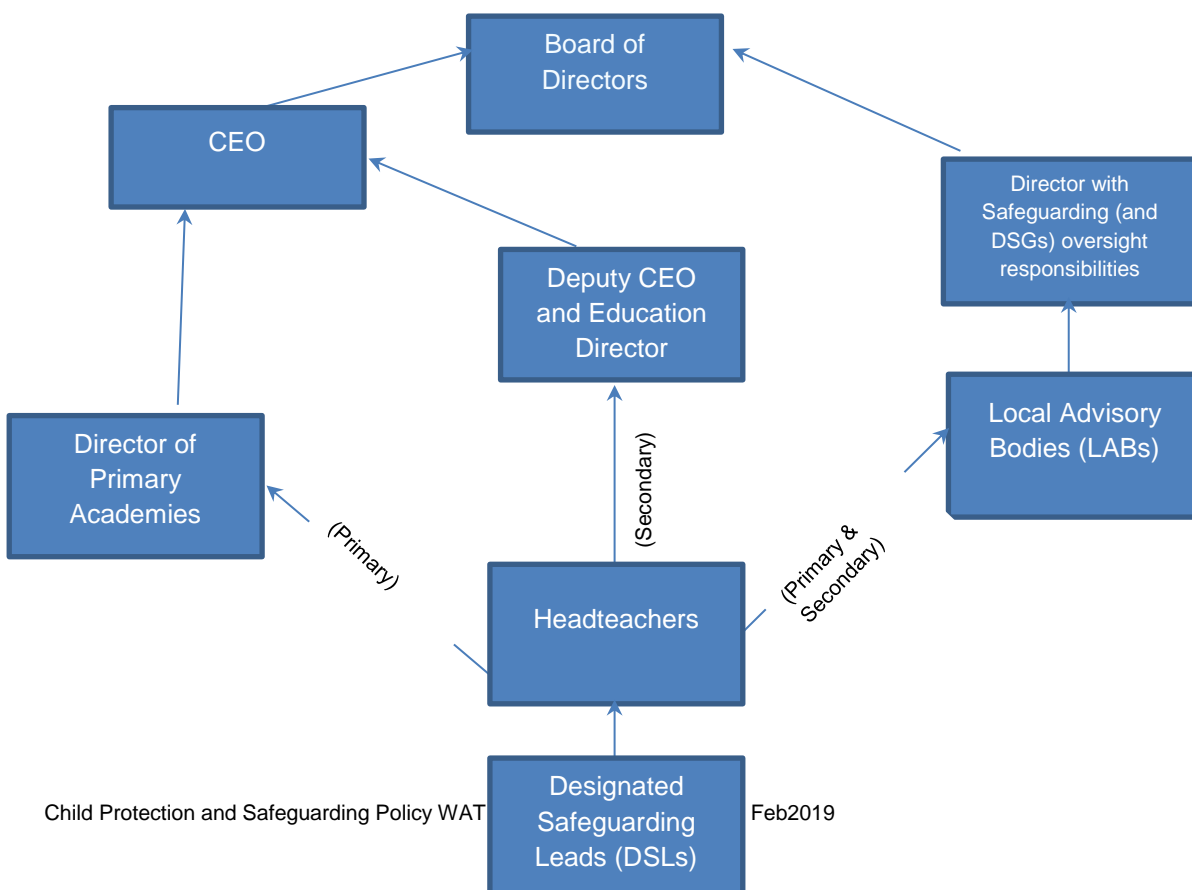 Board of
Directors
CEO
Director with
Safeguarding (and
DSGs) oversight
responsibilities
Deputy CEO
and Education
Director
Local Advisory
Bodies (LABs)
Director of
Primary
Academies
(Primary)
(Secondary)
(Primary &
Secondary)
Headteachers
Designated
Safeguarding
Leads (DSLs)
Child Protection and Safeguarding Policy WAT
Feb2019